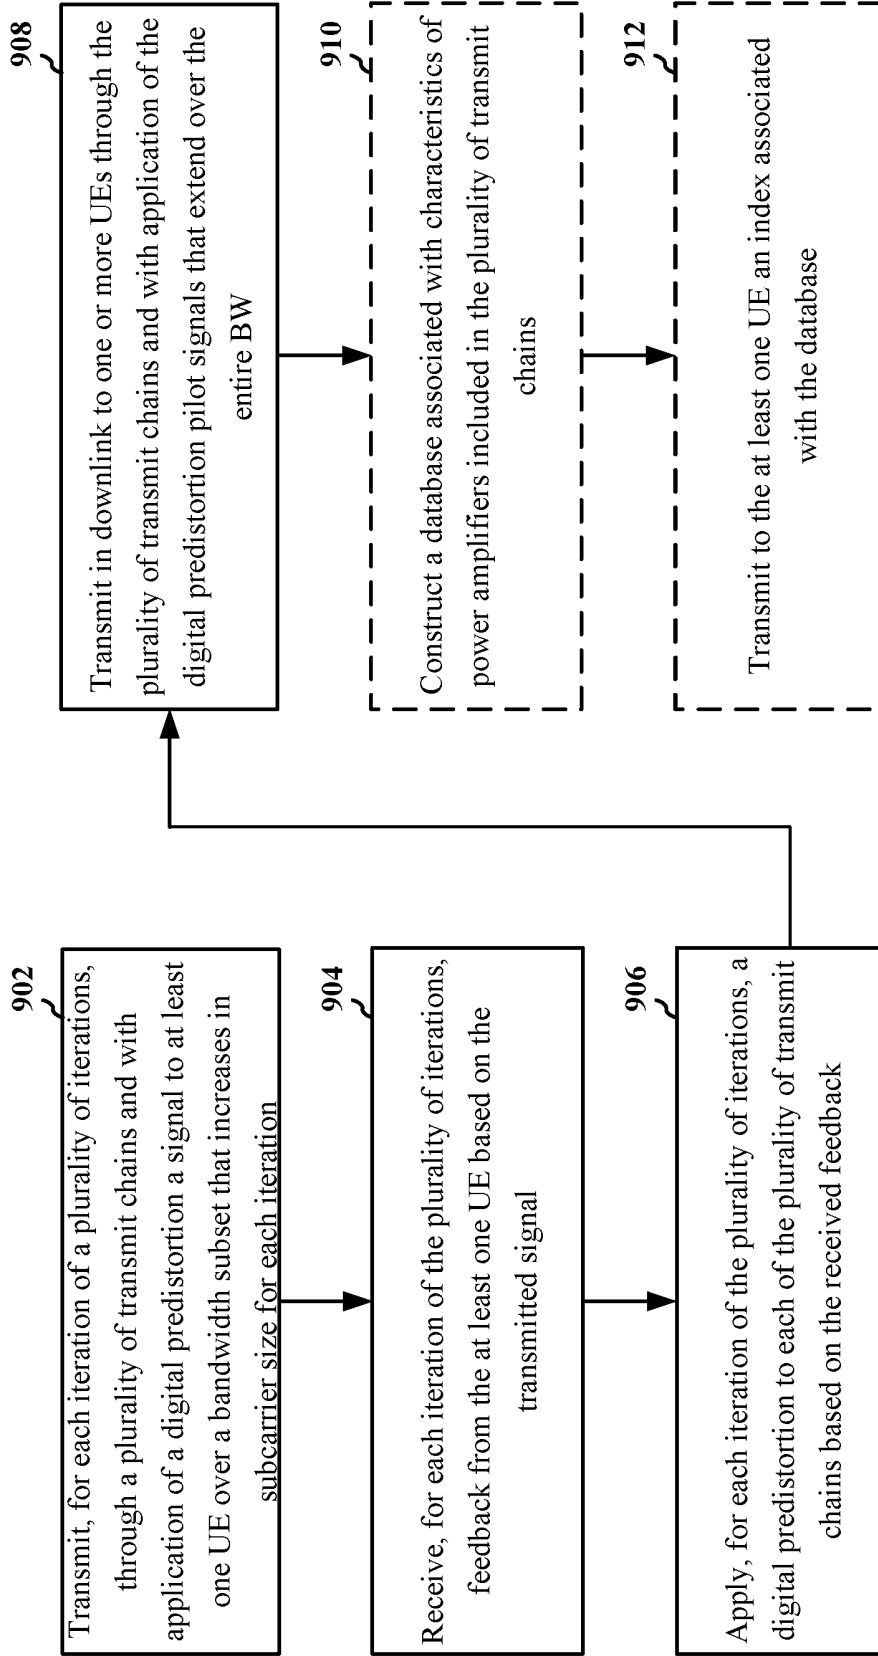 902
Transmit, for each iteration of a plurality of iterations,
through a plurality of transmit chains and with
application of a digital predistortion a signal to at least
one UE over a bandwidth subset that increases in
subcarrier size for each iteration
904
Receive, for each iteration of the plurality of iterations,
feedback from the at least one UE based on the
transmitted signal
906
Apply, for each iteration of the plurality of iterations, a
digital predistortion to each of the plurality of transmit
chains based on the received feedback
908
Transmit in downlink to one or more UEs through the
plurality of transmit chains and with application of the
digital predistortion pilot signals that extend over the
entire BW
910
Construct a database associated with characteristics of
power amplifiers included in the plurality of transmit
chains
912
Transmit to the at least one UE an index associated
with the database